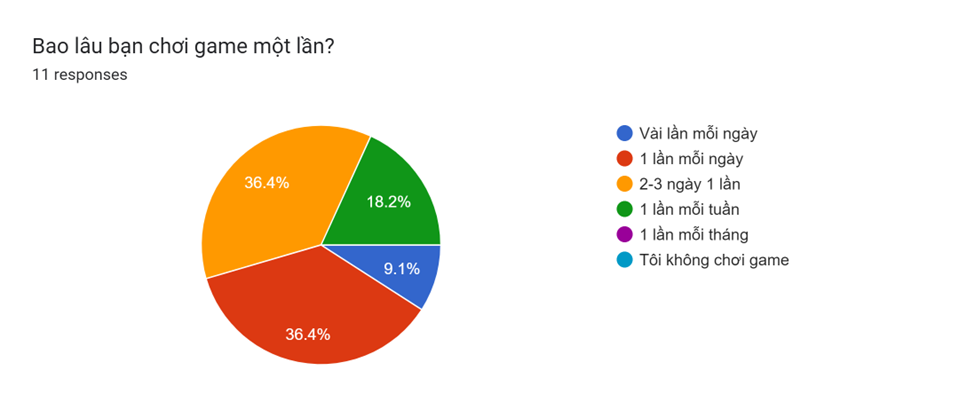 Bao lâu bạn chơi game một lần?
11 responses
Vài lần mỗi ngày
1 lần mỗi ngày
2-3 ngày 1 lần
1 lần mỗi tuần
1 lần mỗi tháng
Tôi không chơi game
36.4%
18.2%
9.1%
36.4%